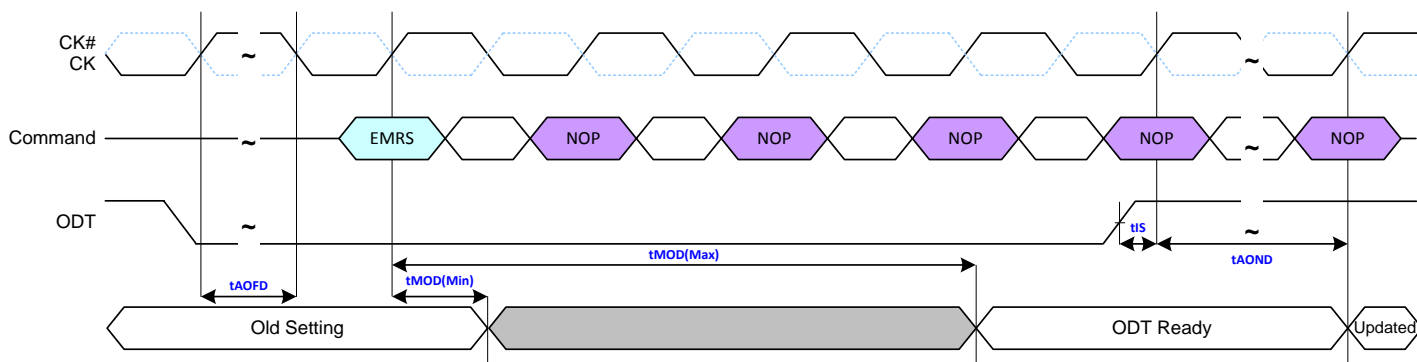 CK#
CK
~ ~
Command
~ EMRS NOP NOP NOP NOP ~ NOP
ODT
~ ~
tIS
tMOD(Max) tAOND
tAOFD tMOD(Min)
Old Setting ODT Ready Updated